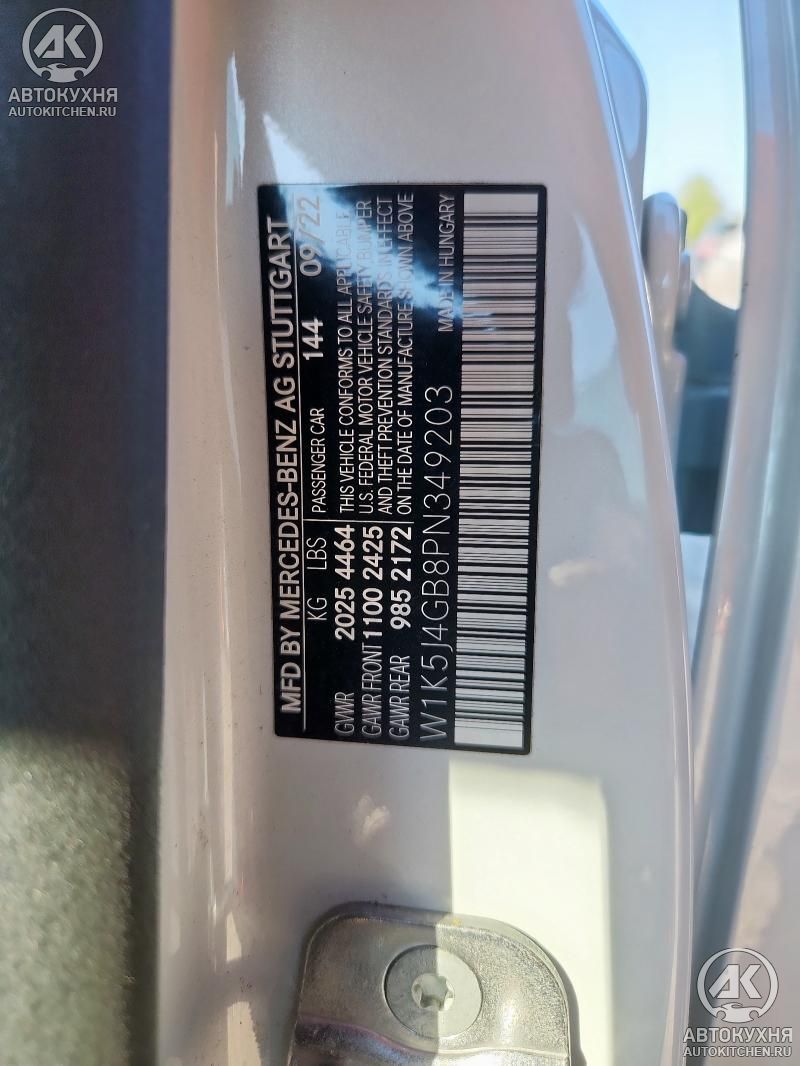 AK
АВТОКУХНЯ
AUTOKITCHEN.RU
MFD BY MERCEDES-BENZ AG STUTTGART
KG LBS PASSENGER CAR 144 09/22
GVWR 2025 4464 THIS VEHICLE CONFORMS TO ALL APPLICABLE
GAWR FRONT 1100 2425 U.S. FEDERAL MOTOR VEHICLE SAFETY BUMPER
AND THEFT PREVENTION STANDARDS IN EFFECT
GAWR REAR 985 2172 ON THE DATE OF MANUFACTURE SHOWN ABOVE
W1K5J4GB8PN349203 MADE IN HUNGARY
AK
АВТОКУХНЯ
AUTOKITCHEN.RU